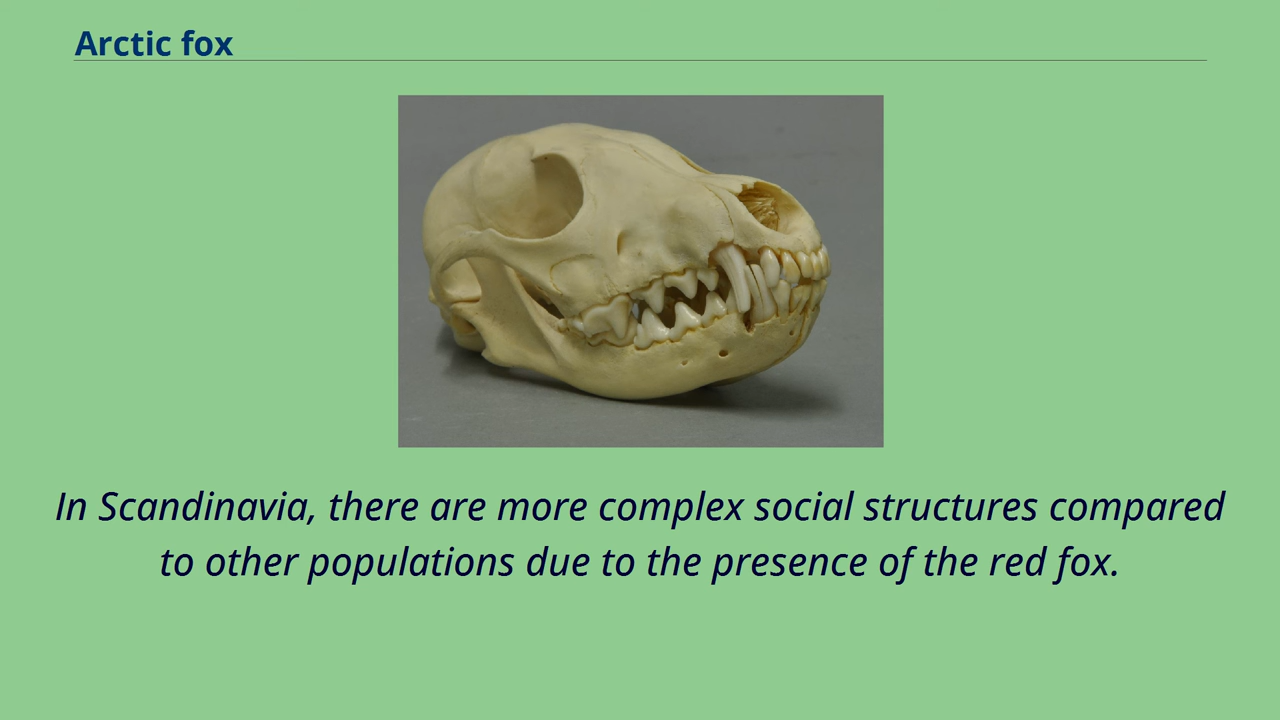 Arctic fox
In Scandinavia, there are more complex social structures compared
to other populations due to the presence of the red fox.